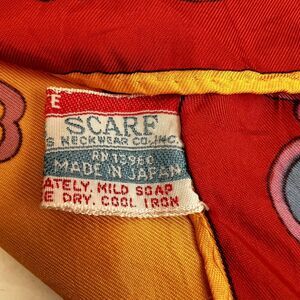 E
SCARF
S NECKWEAR CO., INC.
RN 13960
MADE IN JAPAN
ATELY. MILD SOAP
E DRY. COOL IRON